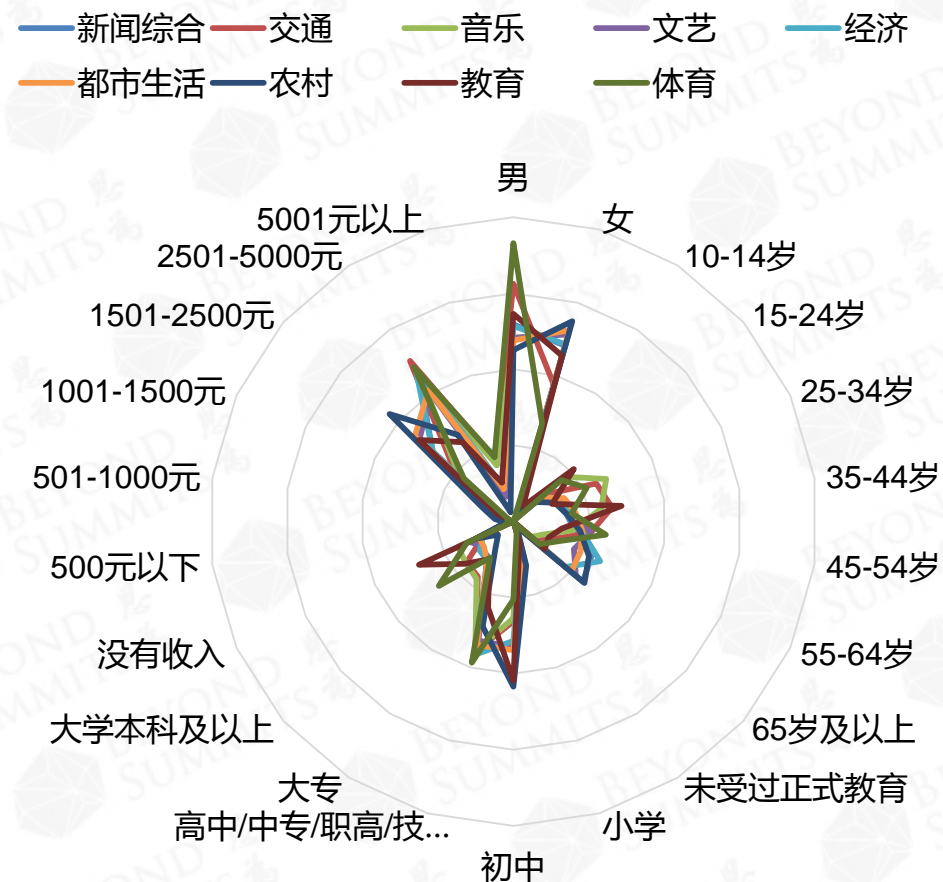 新闻综合 交通 音乐 文艺 经济
都市生活 农村 教育 体育
男
女
10-14岁
15-24岁
25-34岁
35-44岁
45-54岁
55-64岁
65岁及以上
未受过正式教育
小学
初中
高中/中专/职高/技...
大专
大学本科及以上
没有收入
500元以下
501-1000元
1001-1500元
1501-2500元
2501-5000元
5001元以上
BEYOND
SUMMITS